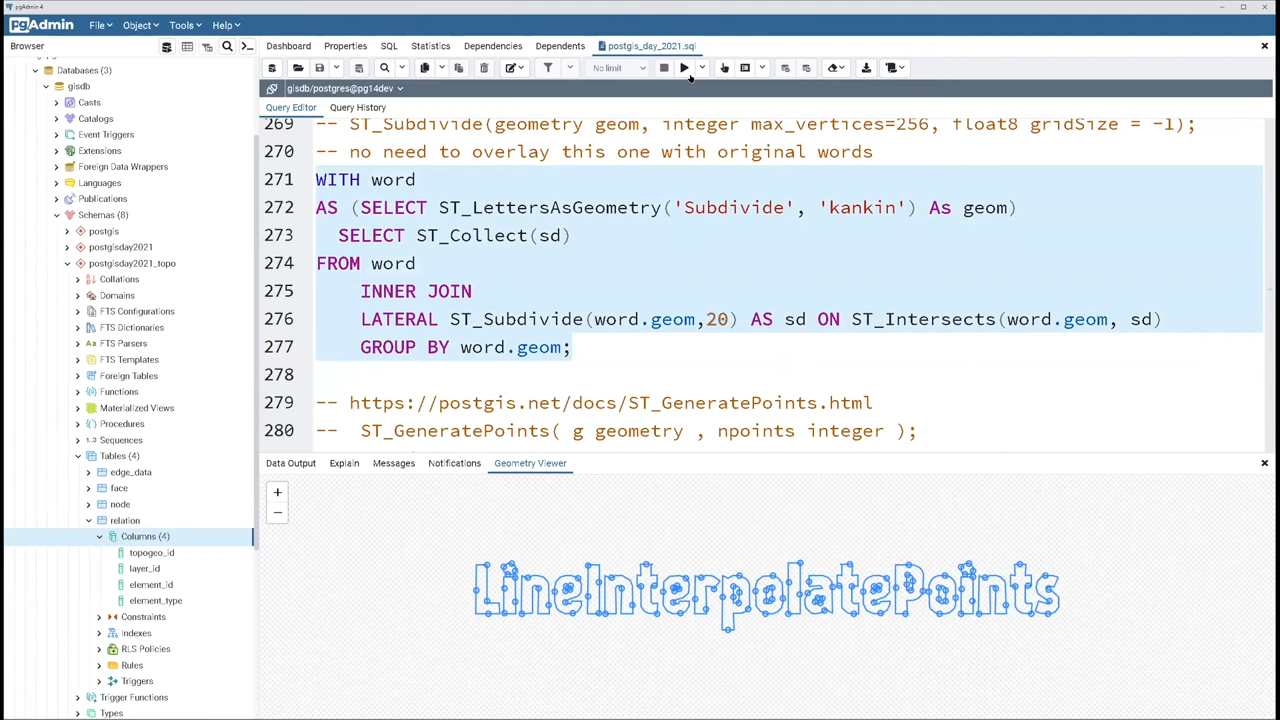 pgAdmin 4
pgAdmin File Object Tools Help
Browser
Dashboard Properties SQL Statistics Dependencies Dependents postgis_day_2021.sql
No limit
gisdb/postgres@pg14dev
Query Editor Query History
Databases (3)
gisdb
Casts
Catalogs
Event Triggers
Extensions
Foreign Data Wrappers
Languages
Publications
Schemas (8)
postgis
postgisday2021
postgisday2021_topo
Collations
Domains
FTS Configurations
FTS Dictionaries
FTS Parsers
FTS Templates
Foreign Tables
Functions
Materialized Views
Procedures
Sequences
Tables (4)
edge_data
face
node
relation
Columns (4)
topogeo_id
layer_id
element_id
element_type
Constraints
Indexes
RLS Policies
Rules
Triggers
Trigger Functions
Types
269 -- ST_Subdivide(geometry geom, integer max_vertices=256, float8 gridSize = -1);
270 -- no need to overlay this one with original words
271 WITH word
272 AS (SELECT ST_LettersAsGeometry('Subdivide', 'kankin') As geom)
273 SELECT ST_Collect(sd)
274 FROM word
275 INNER JOIN
276 LATERAL ST_Subdivide(word.geom,20) AS sd ON ST_Intersects(word.geom, sd)
277 GROUP BY word.geom;
278
279 -- https://postgis.net/docs/ST_GeneratePoints.html
280 -- ST_GeneratePoints( g geometry , npoints integer );
Data Output Explain Messages Notifications Geometry Viewer
+
−
LineInterpolatePoints